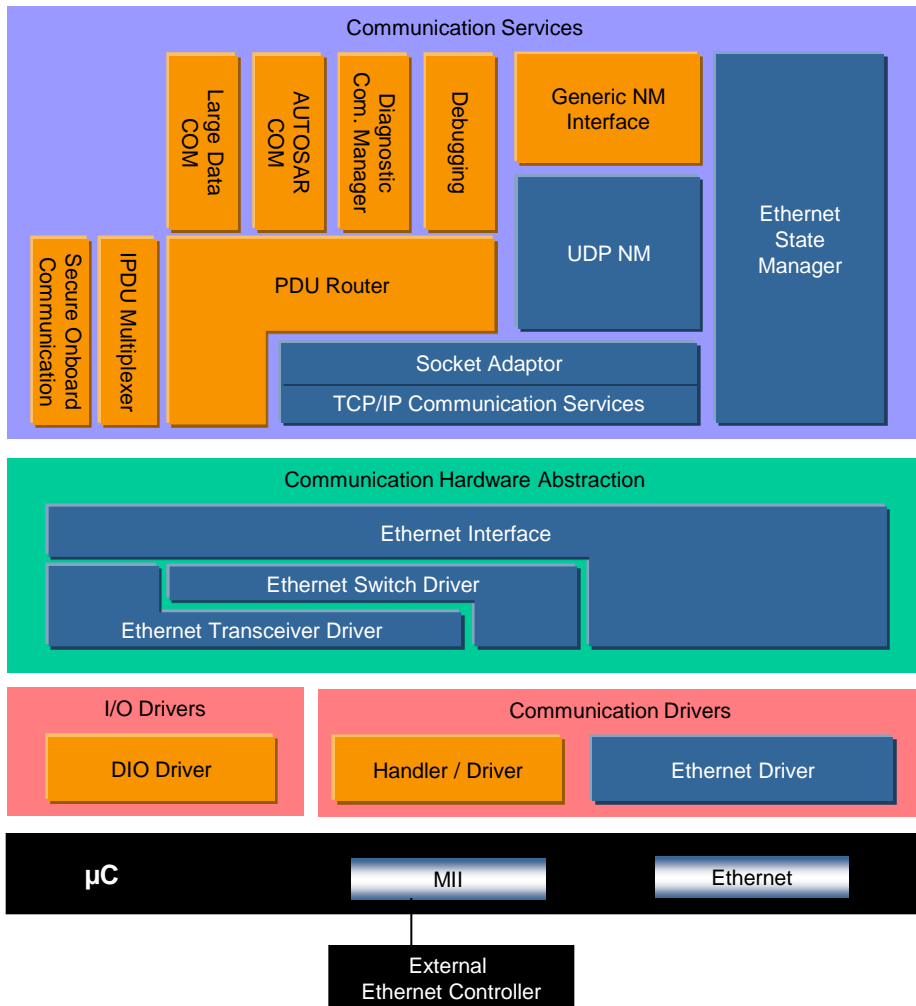 Communication Services
Large Data
COM
AUTOSAR
COM
Diagnostic
Com. Manager
Debugging
Generic NM
Interface
Ethernet
State
Manager
UDP NM
Secure Onboard
Communication
IPDU Multiplexer
PDU Router
Socket Adaptor
TCP/IP Communication Services
Communication Hardware Abstraction
Ethernet Interface
Ethernet Switch Driver
Ethernet Transceiver Driver
I/O Drivers
Communication Drivers
DIO Driver
Handler / Driver
Ethernet Driver
µC
MII
Ethernet
External
Ethernet Controller